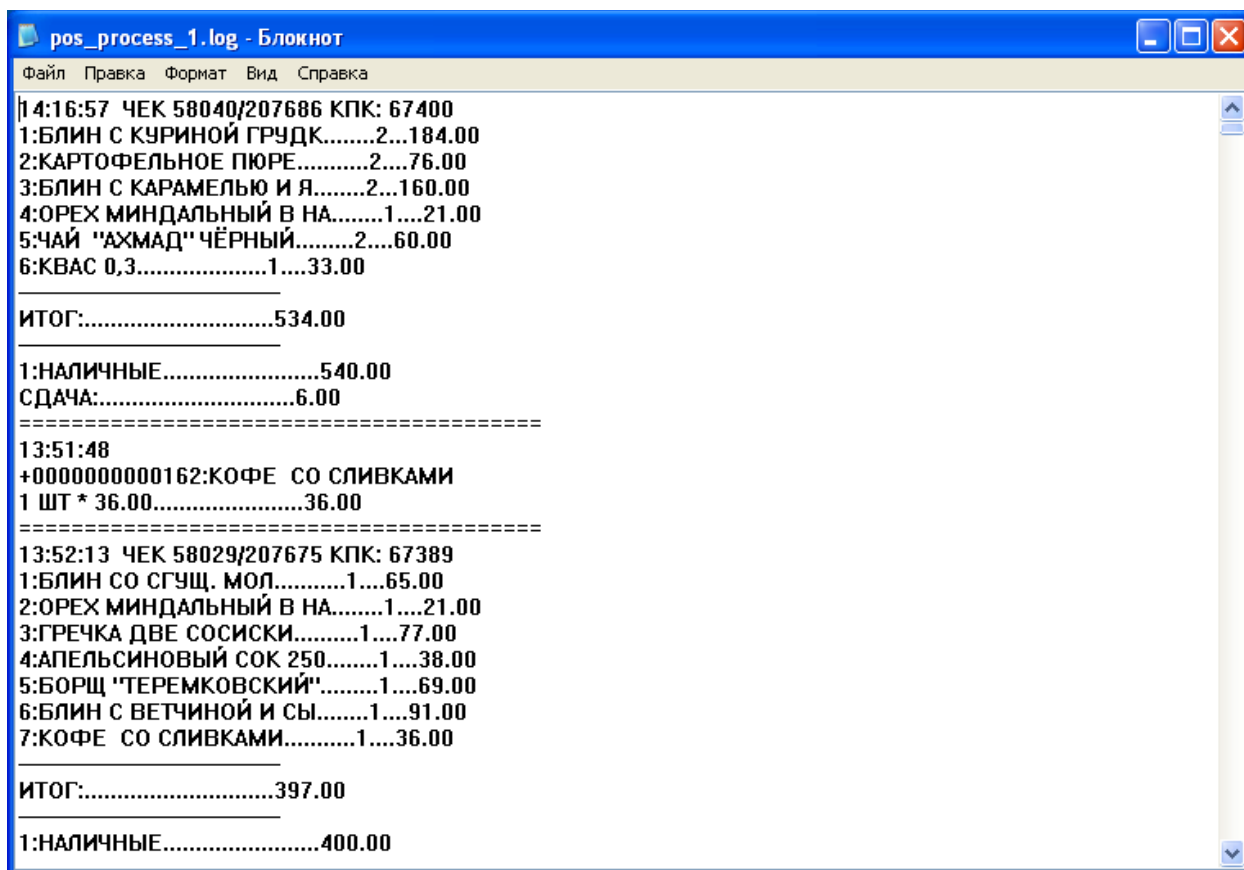 pos_process_1.log - Блокнот
Файл Правка Формат Вид Справка
14:16:57 ЧЕК 58040/207686 КПК: 67400
1:БЛИН С КУРИНОЙ ГРУДК........2...184.00
2:КАРТОФЕЛЬНОЕ ПЮРЕ...........2....76.00
3:БЛИН С КАРАМЕЛЬЮ И Я........2...160.00
4:ОРЕХ МИНДАЛЬНЫЙ В НА........1....21.00
5:ЧАЙ "АХМАД" ЧЁРНЫЙ.........2....60.00
6:КВАС 0,3....................1....33.00
ИТОГ:.............................534.00
1:НАЛИЧНЫЕ........................540.00
СДАЧА:..............................6.00
========================================
13:51:48
+0000000000162:КОФЕ СО СЛИВКАМИ
1 ШТ * 36.00.......................36.00
========================================
13:52:13 ЧЕК 58029/207675 КПК: 67389
1:БЛИН СО СГУЩ. МОЛ...........1....65.00
2:ОРЕХ МИНДАЛЬНЫЙ В НА........1....21.00
3:ГРЕЧКА ДВЕ СОСИСКИ..........1....77.00
4:АПЕЛЬСИНОВЫЙ СОК 250........1....38.00
5:БОРЩ "ТЕРЕМКОВСКИЙ".........1....69.00
6:БЛИН С ВЕТЧИНОЙ И СЫ........1....91.00
7:КОФЕ СО СЛИВКАМИ...........1....36.00
ИТОГ:.............................397.00
1:НАЛИЧНЫЕ........................400.00